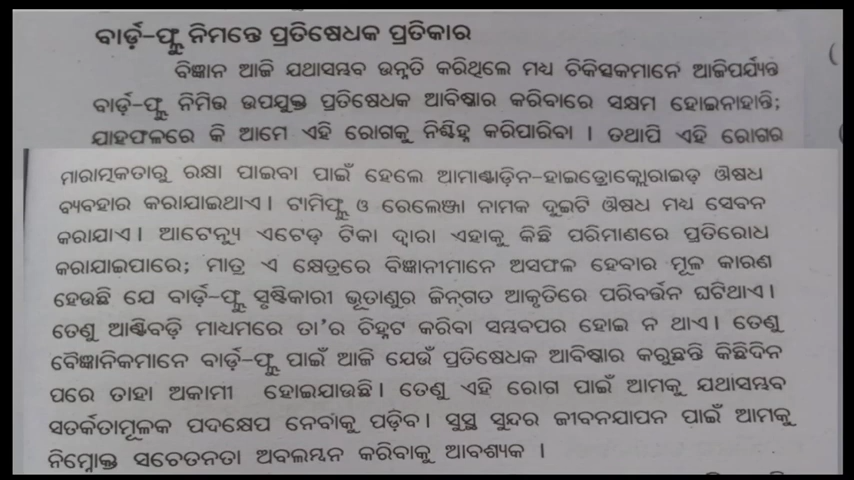 ବାର୍ଡ଼-ଫ୍ଲୁ ନିମନ୍ତେ ପ୍ରତିଷେଧକ ପ୍ରତିକାର
ବିଜ୍ଞାନ ଆଜି ଯଥାସମ୍ଭବ ଉନ୍ନତି କରିଥିଲେ ମଧ୍ୟ ଚିକିତ୍ସକମାନେ ଆଜିପର୍ଯ୍ୟନ୍ତ
ବାର୍ଡ଼-ଫ୍ଲୁ ନିମିତ୍ତ ଉପଯୁକ୍ତ ପ୍ରତିଷେଧକ ଆବିଷ୍କାର କରିବାରେ ସକ୍ଷମ ହୋଇନାହାନ୍ତି;
ଯାହଫଳରେ କି ଆମେ ଏହି ରୋଗକୁ ନିଶ୍ଚିହ୍ନ କରିପାରିବା । ତଥାପି ଏହି ରୋଗର
ମାରାତ୍ମକତାରୁ ରକ୍ଷା ପାଇବା ପାଇଁ ହେଲେ ଆମାଣ୍ଟାଡ଼ିନ-ହାଇଡ୍ରୋକ୍ଲୋରାଇଡ଼ ଔଷଧ
ବ୍ୟବହାର କରାଯାଇଥାଏ। ଟାମିଫ୍ଲୁ ଓ ରେଲେଞ୍ଜା ନାମକ ଦୁଇଟି ଔଷଧ ମଧ୍ୟ ସେବନ
କରାଯାଏ। ଆଟେନ୍ୟୁ ଏଟେଡ଼ ଟିକା ଦ୍ୱାରା ଏହାକୁ କିଛି ପରିମାଣରେ ପ୍ରତିରୋଧ
କରାଯାଇପାରେ; ମାତ୍ର ଏ କ୍ଷେତ୍ରରେ ବିଜ୍ଞାନୀମାନେ ଅସଫଳ ହେବାର ମୂଳ କାରଣ
ହେଉଛି ଯେ ବାର୍ଡ଼-ଫ୍ଲୁ ସୃଷ୍ଟିକାରୀ ଭୂତାଣୁର ଜିନ୍‌ଗତ ଆକୃତିରେ ପରିବର୍ତ୍ତନ ଘଟିଥାଏ।
ତେଣୁ ଆଣ୍ଟିବଡ଼ି ମାଧ୍ୟମରେ ତା'ର ଚିହ୍ନଟ କରିବା ସମ୍ଭବପର ହୋଇ ନ ଥାଏ। ତେଣୁ
ବୈଜ୍ଞାନିକମାନେ ବାର୍ଡ଼-ଫ୍ଲୁ ପାଇଁ ଆଜି ଯେଉଁ ପ୍ରତିଷେଧକ ଆବିଷ୍କାର କରୁଛନ୍ତି କିଛିଦିନ
ପରେ ତାହା ଅକାମୀ ହୋଇଯାଉଛି। ତେଣୁ ଏହି ରୋଗ ପାଇଁ ଆମକୁ ଯଥାସମ୍ଭବ
ସତର୍କତାମୂଳକ ପଦକ୍ଷେପ ନେବାକୁ ପଡ଼ିବ। ସୁସ୍ଥ ସୁନ୍ଦର ଜୀବନଯାପନ ପାଇଁ ଆମକୁ
ନିମ୍ନୋକ୍ତ ସଚେତନତା ଅବଲମ୍ବନ କରିବାକୁ ଆବଶ୍ୟକ ।